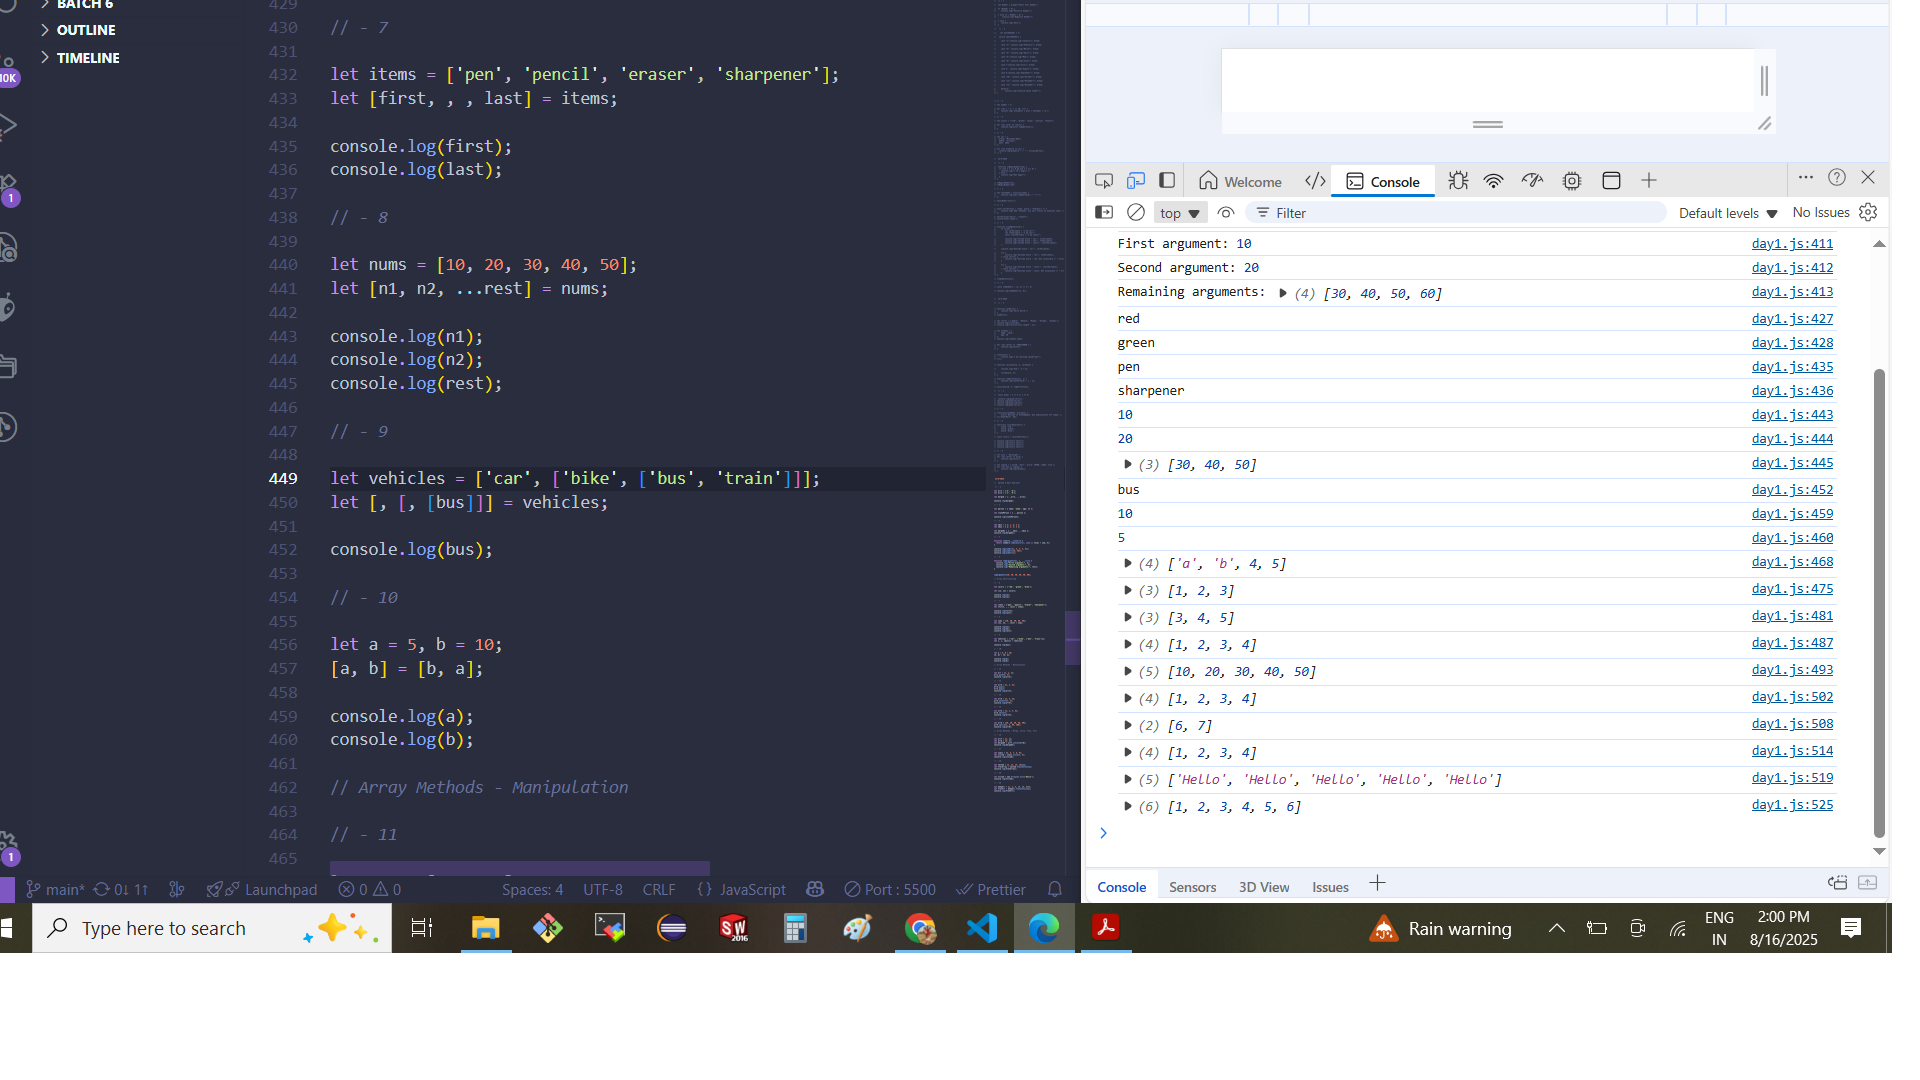 BATCH 6
OUTLINE
TIMELINE
10K
1
1
429
430 // - 7
431
432 let items = ['pen', 'pencil', 'eraser', 'sharpener'];
433 let [first, , , last] = items;
434
435 console.log(first);
436 console.log(last);
437
438 // - 8
439
440 let nums = [10, 20, 30, 40, 50];
441 let [n1, n2, ...rest] = nums;
442
443 console.log(n1);
444 console.log(n2);
445 console.log(rest);
446
447 // - 9
448
449 let vehicles = ['car', ['bike', ['bus', 'train']]];
450 let [, [, [bus]]] = vehicles;
451
452 console.log(bus);
453
454 // - 10
455
456 let a = 5, b = 10;
457 [a, b] = [b, a];
458
459 console.log(a);
460 console.log(b);
461
462 // Array Methods - Manipulation
463
464 // - 11
465
main* 0↓ 1↑ Launchpad 0 0 Spaces: 4 UTF-8 CRLF {} JavaScript Port : 5500 Prettier
Welcome Console
top Filter Default levels No Issues
First argument: 10 day1.js:411
Second argument: 20 day1.js:412
Remaining arguments: (4) [30, 40, 50, 60] day1.js:413
red day1.js:427
green day1.js:428
pen day1.js:435
sharpener day1.js:436
10 day1.js:443
20 day1.js:444
(3) [30, 40, 50] day1.js:445
bus day1.js:452
10 day1.js:459
5 day1.js:460
(4) ['a', 'b', 4, 5] day1.js:468
(3) [1, 2, 3] day1.js:475
(3) [3, 4, 5] day1.js:481
(4) [1, 2, 3, 4] day1.js:487
(5) [10, 20, 30, 40, 50] day1.js:493
(4) [1, 2, 3, 4] day1.js:502
(2) [6, 7] day1.js:508
(4) [1, 2, 3, 4] day1.js:514
(5) ['Hello', 'Hello', 'Hello', 'Hello', 'Hello'] day1.js:519
(6) [1, 2, 3, 4, 5, 6] day1.js:525
Console Sensors 3D View Issues
Type here to search
SW 2016
Rain warning
ENG
IN
2:00 PM
8/16/2025